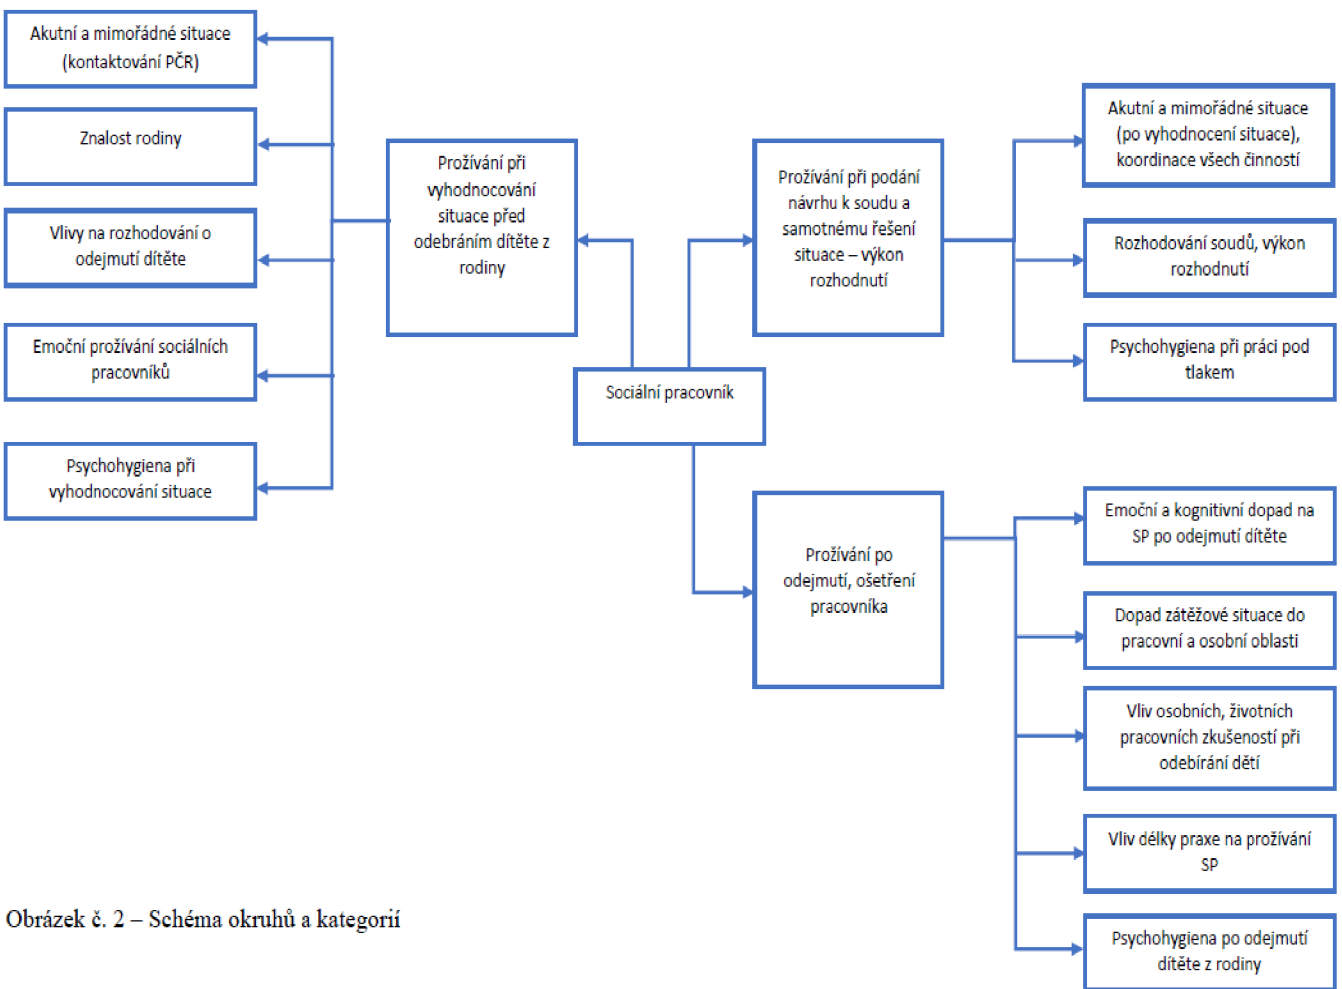 Akutní a mimořádné situace
(kontaktování PČR)
Znalost rodiny
Vlivy na rozhodování o
odejmutí dítěte
Emoční prožívání sociálních
pracovníků
Psychohygiena při
vyhodnocování situace
Prožívání při
vyhodnocování
situace před
odebráním dítěte z
rodiny
Sociální pracovník
Prožívání při podání
návrhu k soudu a
samotnému řešení
situace – výkon
rozhodnutí
Akutní a mimořádné situace
(po vyhodnocení situace),
koordinace všech činností
Rozhodování soudů, výkon
rozhodnutí
Psychohygiena při práci pod
tlakem
Prožívání po
odejmutí, ošetření
pracovníka
Emoční a kognitivní dopad na
SP po odejmutí dítěte
Dopad zátěžové situace do
pracovní a osobní oblasti
Vliv osobních, životních
pracovních zkušeností při
odebírání dětí
Vliv délky praxe na prožívání
SP
Psychohygiena po odejmutí
dítěte z rodiny
Obrázek č. 2 – Schéma okruhů a kategorií